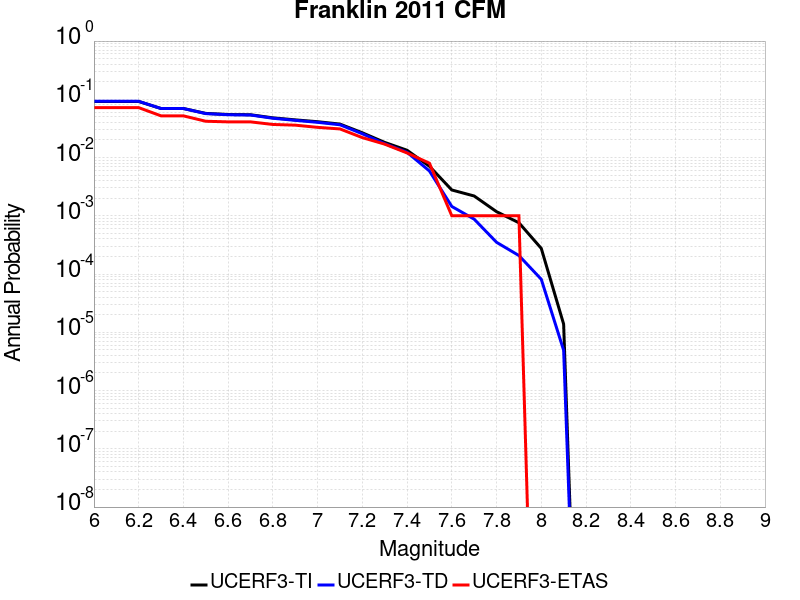 Franklin 2011 CFM
10^0
10^-1
10^-2
10^-3
10^-4
10^-5
10^-6
10^-7
10^-8
Annual Probability
6 6.2 6.4 6.6 6.8 7 7.2 7.4 7.6 7.8 8 8.2 8.4 8.6 8.8 9
Magnitude
UCERF3-TI UCERF3-TD UCERF3-ETAS